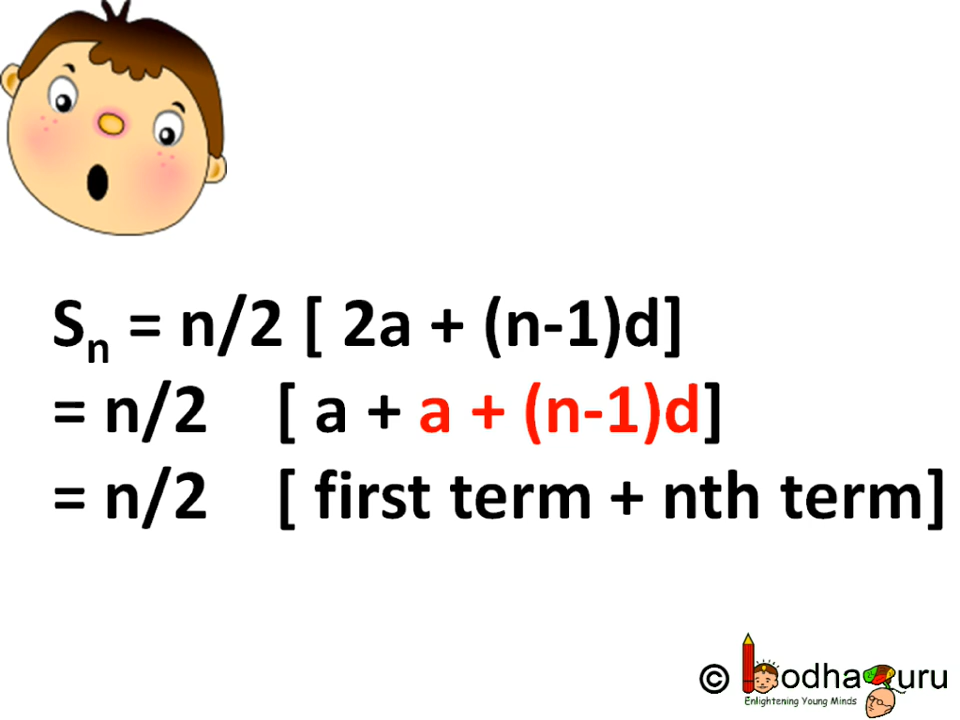 Sn = n/2 [ 2a + (n-1)d]
= n/2 [ a + a + (n-1)d]
= n/2 [ first term + nth term]
© bodhaguru
Enlightening Young Minds